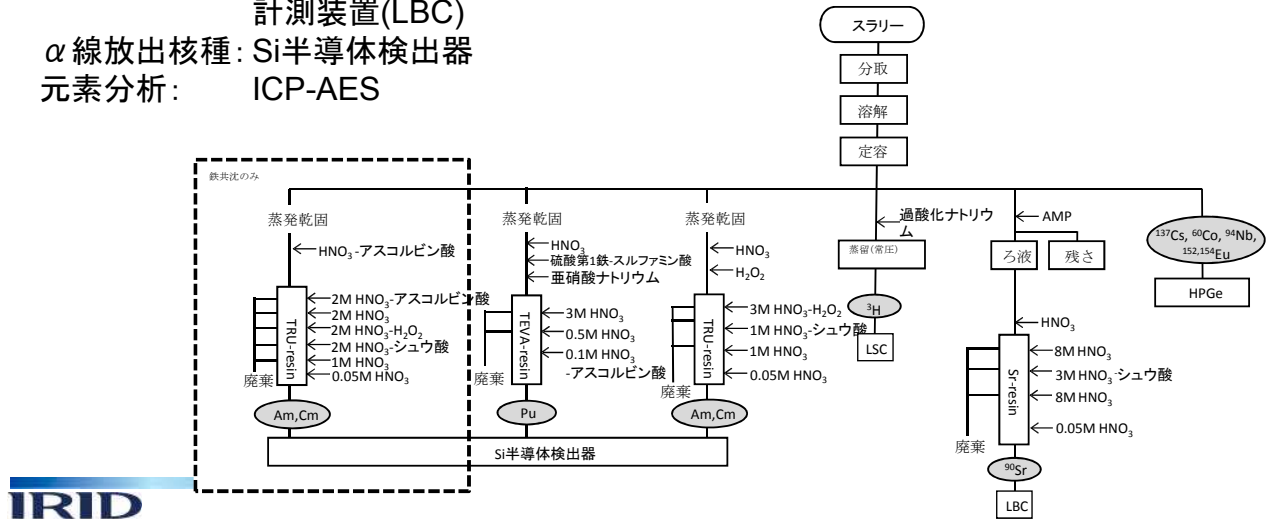 計測装置(LBC)
α線放出核種: Si半導体検出器
元素分析: ICP-AES
スラリー
分取
溶解
定容
鉄共沈のみ
蒸発乾固
HNO₃-アスコルビン酸
2M HNO₃-アスコルビン酸
2M HNO₃
2M HNO₃-H₂O₂
2M HNO₃-シュウ酸
1M HNO₃
0.05M HNO₃
TRU-resin
廃棄
Am,Cm
蒸発乾固
HNO₃
硫酸第1鉄-スルファミン酸
亜硝酸ナトリウム
3M HNO₃
0.5M HNO₃
0.1M HNO₃
-アスコルビン酸
TEVA-resin
廃棄
Pu
蒸発乾固
HNO₃
H₂O₂
3M HNO₃-H₂O₂
1M HNO₃-シュウ酸
1M HNO₃
0.05M HNO₃
TRU-resin
廃棄
Am,Cm
Si半導体検出器
過酸化ナトリウ
ム
蒸留(常圧)
³H
LSC
AMP
ろ液
残さ
HNO₃
8M HNO₃
3M HNO₃-シュウ酸
8M HNO₃
0.05M HNO₃
Sr-resin
廃棄
⁹⁰Sr
LBC
¹³⁷Cs, ⁶⁰Co, ⁹⁴Nb,
¹⁵²,¹⁵⁴Eu
HPGe
IRID